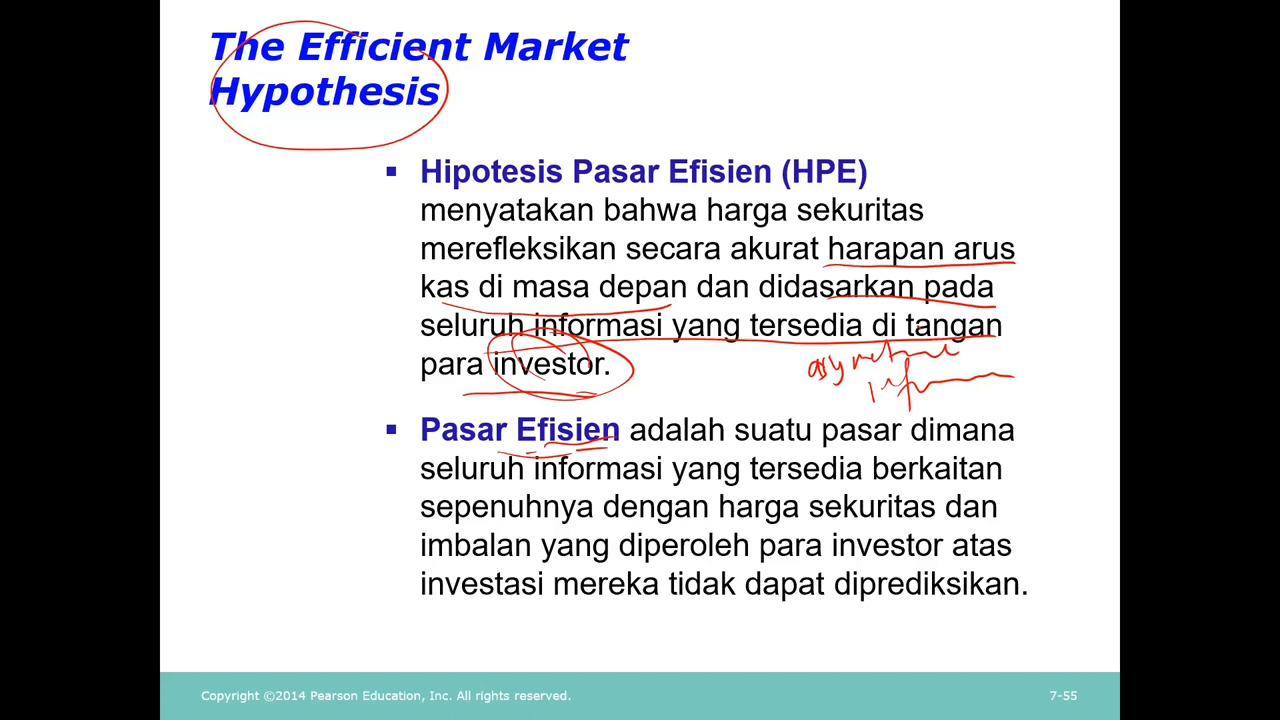 The Efficient Market
Hypothesis
▪ Hipotesis Pasar Efisien (HPE)
menyatakan bahwa harga sekuritas
merefleksikan secara akurat harapan arus
kas di masa depan dan didasarkan pada
seluruh informasi yang tersedia di tangan
para investor.
▪ Pasar Efisien adalah suatu pasar dimana
seluruh informasi yang tersedia berkaitan
sepenuhnya dengan harga sekuritas dan
imbalan yang diperoleh para investor atas
investasi mereka tidak dapat diprediksikan.
Copyright ©2014 Pearson Education, Inc. All rights reserved.
7-55